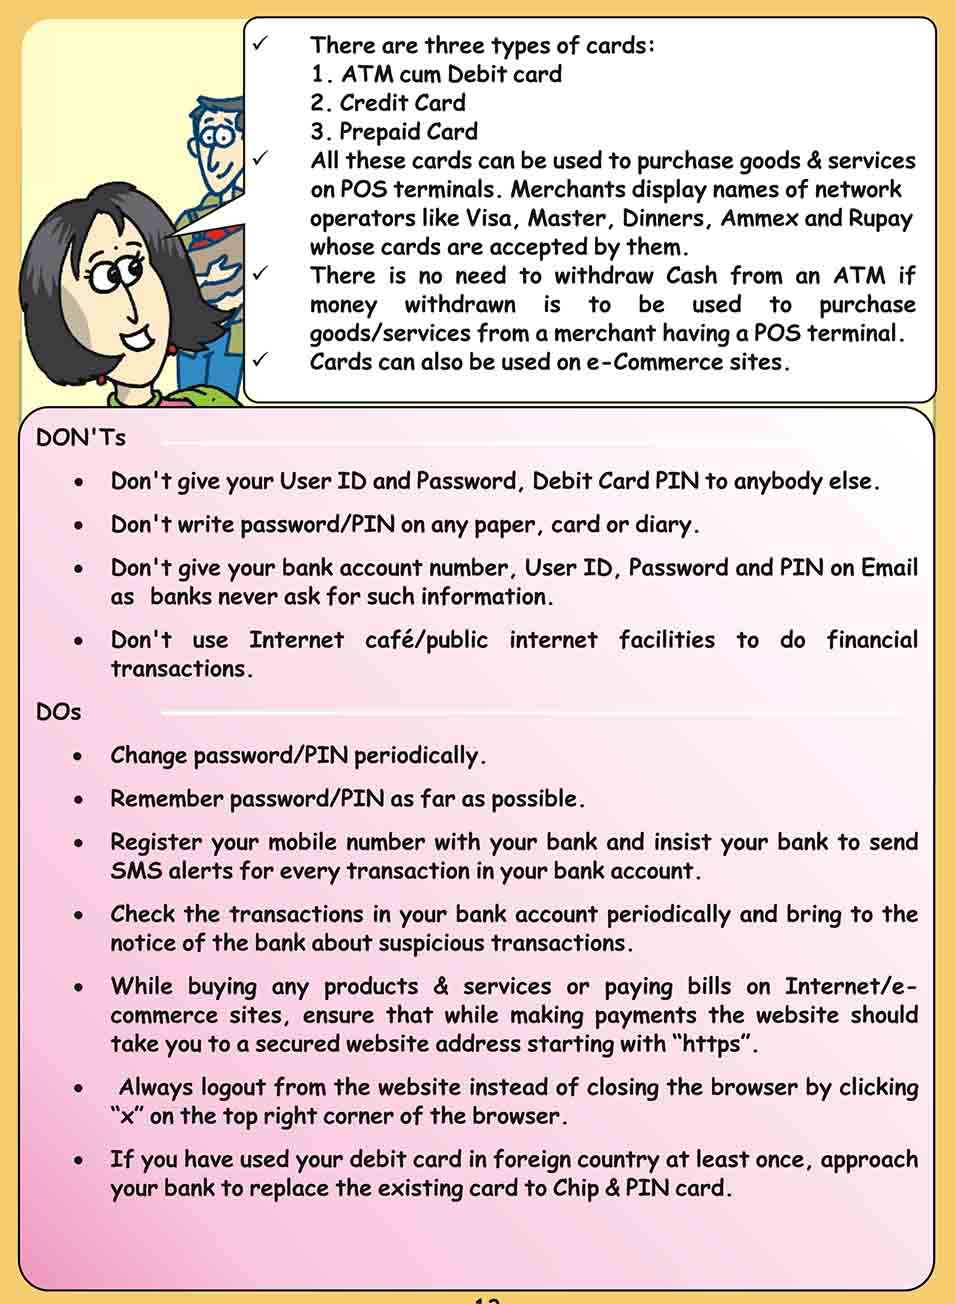 ✓ There are three types of cards:
1. ATM cum Debit card
2. Credit Card
3. Prepaid Card
✓ All these cards can be used to purchase goods & services
on POS terminals. Merchants display names of network
operators like Visa, Master, Dinners, Ammex and Rupay
whose cards are accepted by them.
✓ There is no need to withdraw Cash from an ATM if
money withdrawn is to be used to purchase
goods/services from a merchant having a POS terminal.
✓ Cards can also be used on e-Commerce sites.
DON'Ts
• Don't give your User ID and Password, Debit Card PIN to anybody else.
• Don't write password/PIN on any paper, card or diary.
• Don't give your bank account number, User ID, Password and PIN on Email
as banks never ask for such information.
• Don't use Internet café/public internet facilities to do financial
transactions.
DOs
• Change password/PIN periodically.
• Remember password/PIN as far as possible.
• Register your mobile number with your bank and insist your bank to send
SMS alerts for every transaction in your bank account.
• Check the transactions in your bank account periodically and bring to the
notice of the bank about suspicious transactions.
• While buying any products & services or paying bills on Internet/e-
commerce sites, ensure that while making payments the website should
take you to a secured website address starting with “https”.
• Always logout from the website instead of closing the browser by clicking
“x” on the top right corner of the browser.
• If you have used your debit card in foreign country at least once, approach
your bank to replace the existing card to Chip & PIN card.